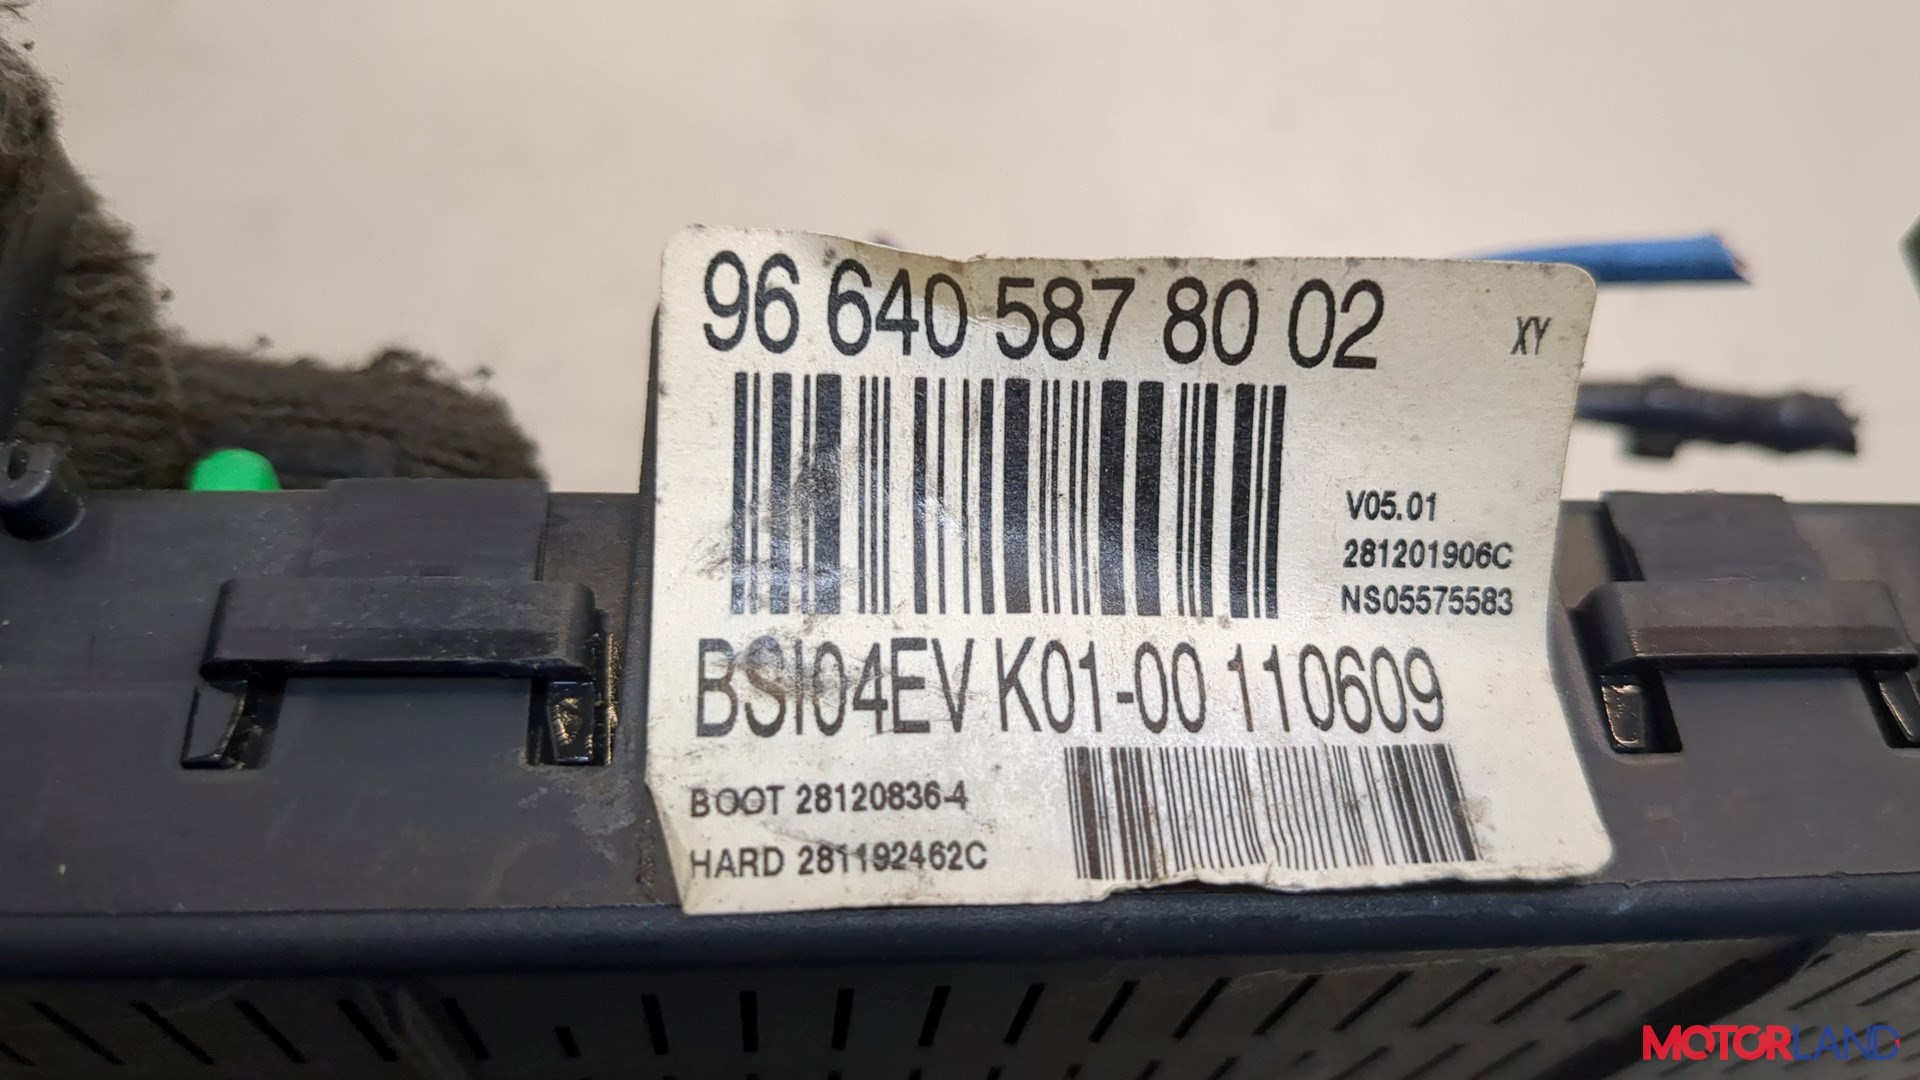 96 640 587 80 02
XY
V05.01
281201906C
NS05575583
BSI04EV K01-00 110609
BOOT 28120836-4
HARD 281192462C
MOTORLAND